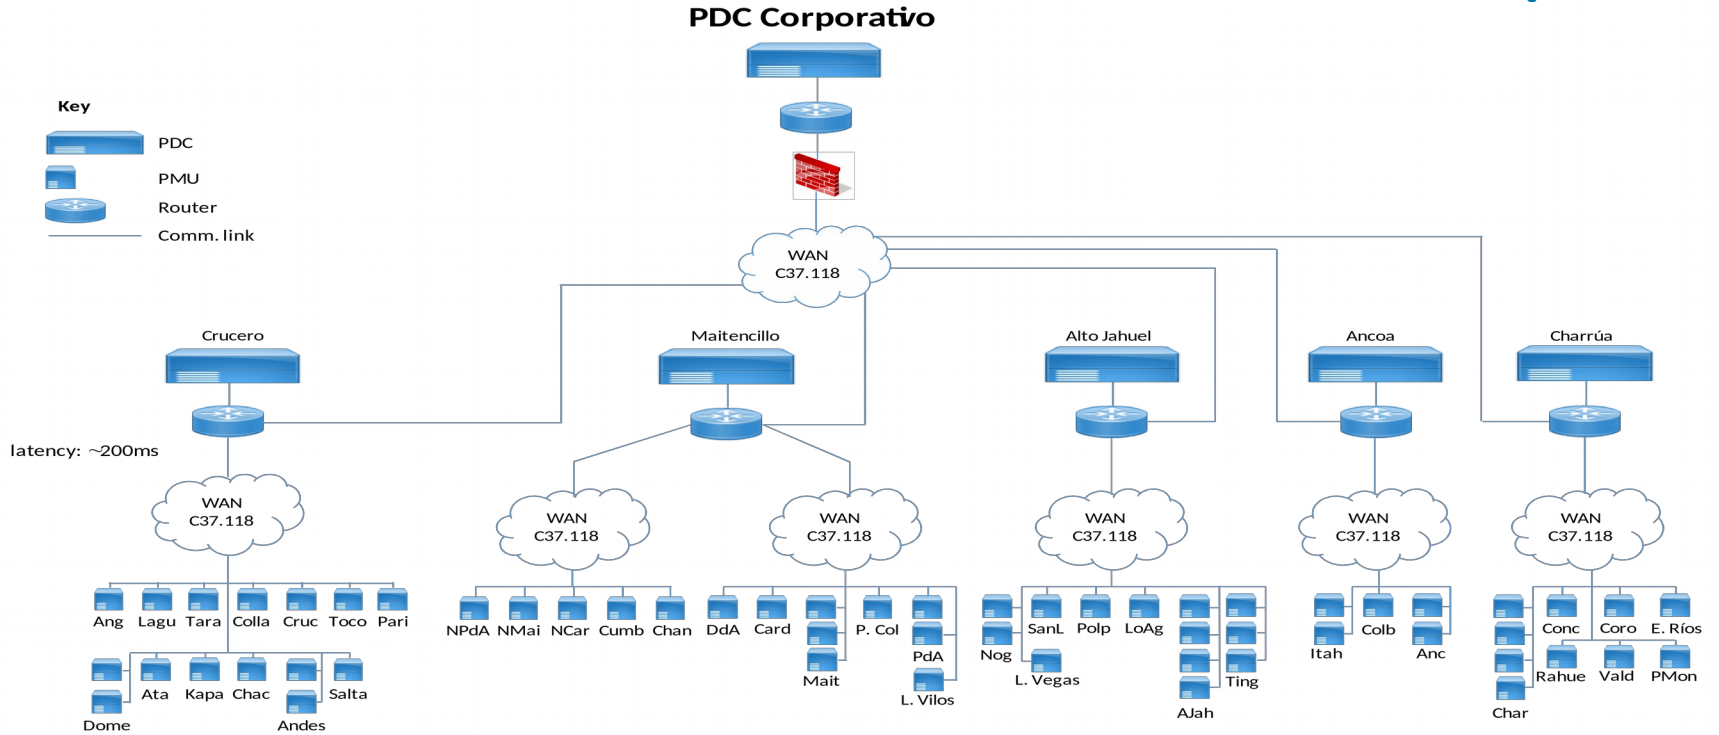 PDC Corporativo
Key
PDC
PMU
Router
Comm. link
WAN
C37.118
Crucero
Maitencillo
Alto Jahuel
Ancoa
Charrúa
latency: ~200ms
WAN
C37.118
WAN
C37.118
WAN
C37.118
WAN
C37.118
WAN
C37.118
WAN
C37.118
Ang Lagu Tara Colla Cruc Toco Pari
Ata Kapa Chac Salta
Dome Andes
NPdA NMai NCar Cumb Chan
DdA Card P. Col
PdA
Mait
L. Vilos
SanL Polp LoAg
Nog
L. Vegas
Ting
AJah
Colb
Itah Anc
Conc Coro E. Ríos
Rahue Vald PMon
Char